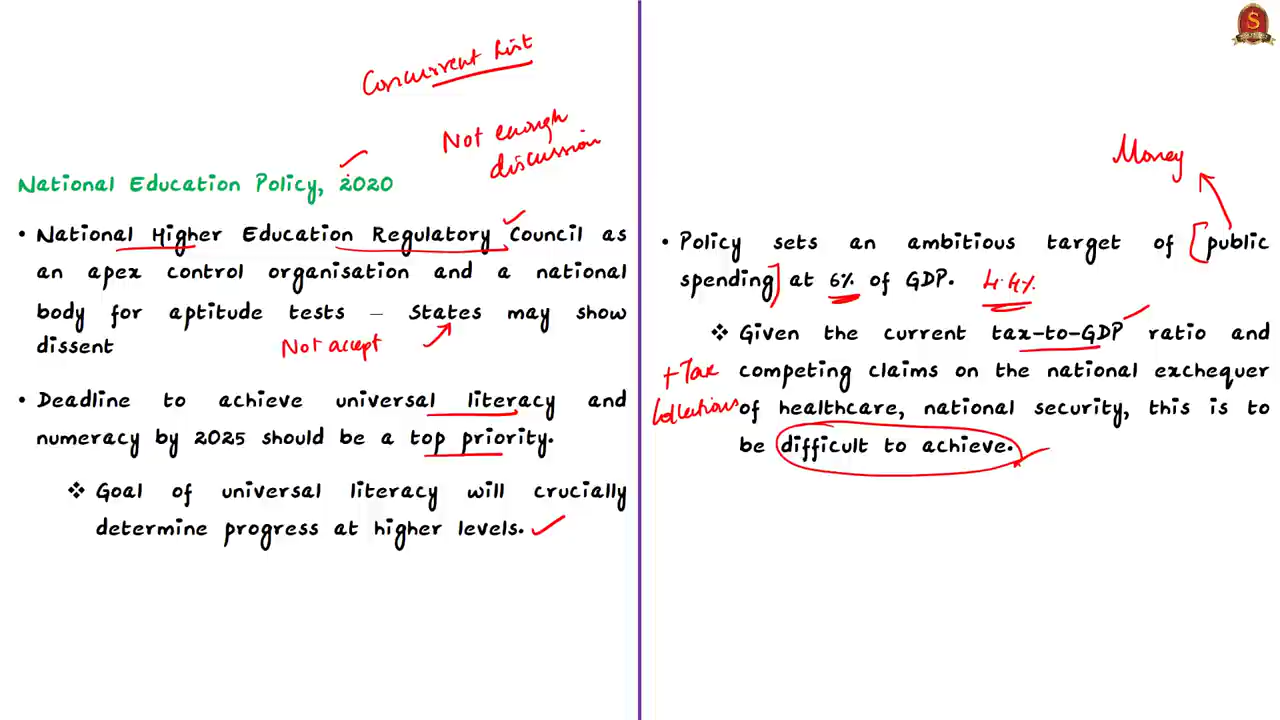 Concurrent List
Not enough
discussion
National Education Policy, 2020
• National Higher Education Regulatory Council as
an apex control organisation and a national
body for aptitude tests – States may show
dissent
Not accept
• Deadline to achieve universal literacy and
numeracy by 2025 should be a top priority.
❖ Goal of universal literacy will crucially
determine progress at higher levels.
S
Money
• Policy sets an ambitious target of [public
spending] at 6% of GDP. 4.4%
❖ Given the current tax-to-GDP ratio and
competing claims on the national exchequer
of healthcare, national security, this is to
be difficult to achieve.
+Tax
Collections